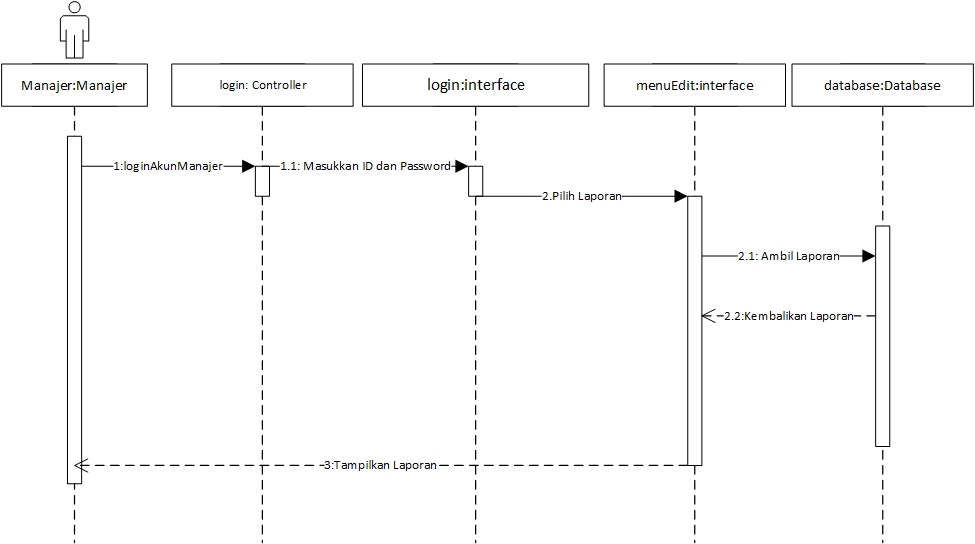 Manajer:Manajer
login: Controller
login:interface
menuEdit:interface
database:Database
1:loginAkunManajer
1.1: Masukkan ID dan Password
2.Pilih Laporan
2.1: Ambil Laporan
2.2:Kembalikan Laporan
3:Tampilkan Laporan